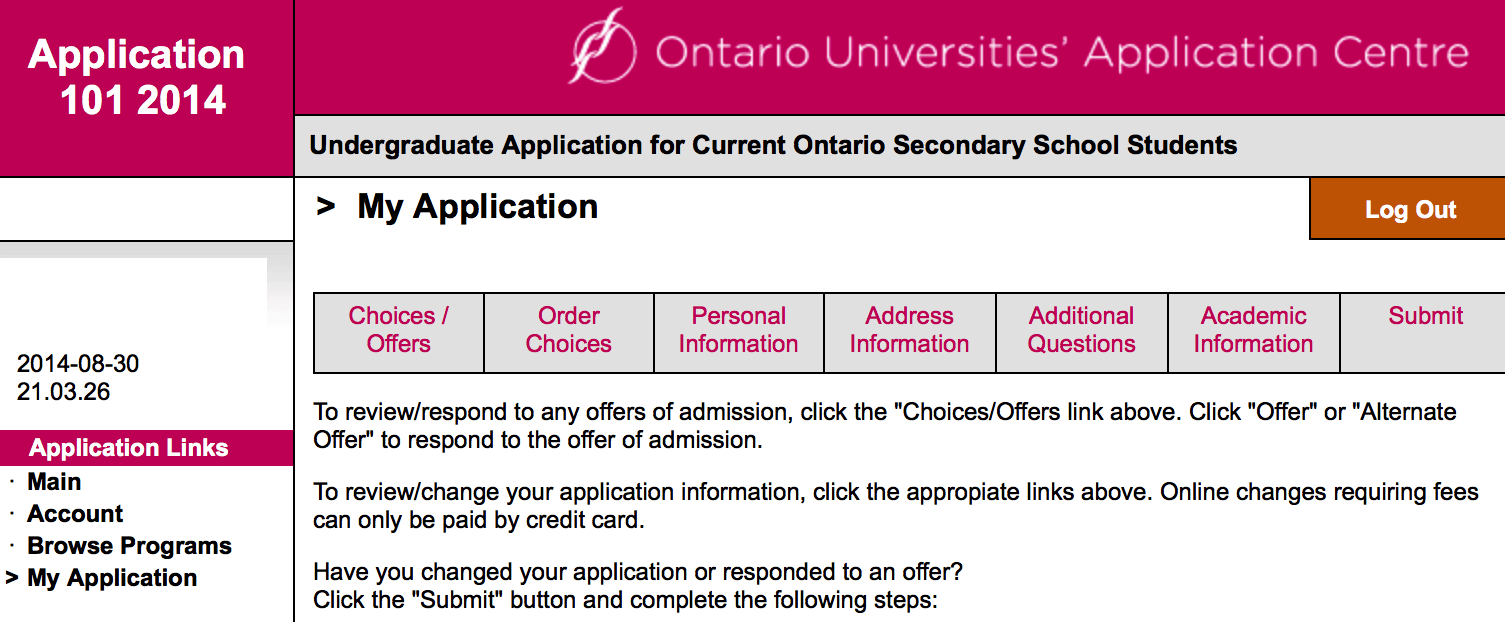 Application
101 2014
Ontario Universities' Application Centre
Undergraduate Application for Current Ontario Secondary School Students
> My Application
Log Out
Choices /
Offers
Order
Choices
Personal
Information
Address
Information
Additional
Questions
Academic
Information
Submit
2014-08-30
21.03.26
Application Links
· Main
· Account
· Browse Programs
> My Application
To review/respond to any offers of admission, click the "Choices/Offers link above. Click "Offer" or "Alternate
Offer" to respond to the offer of admission.
To review/change your application information, click the appropiate links above. Online changes requiring fees
can only be paid by credit card.
Have you changed your application or responded to an offer?
Click the "Submit" button and complete the following steps: